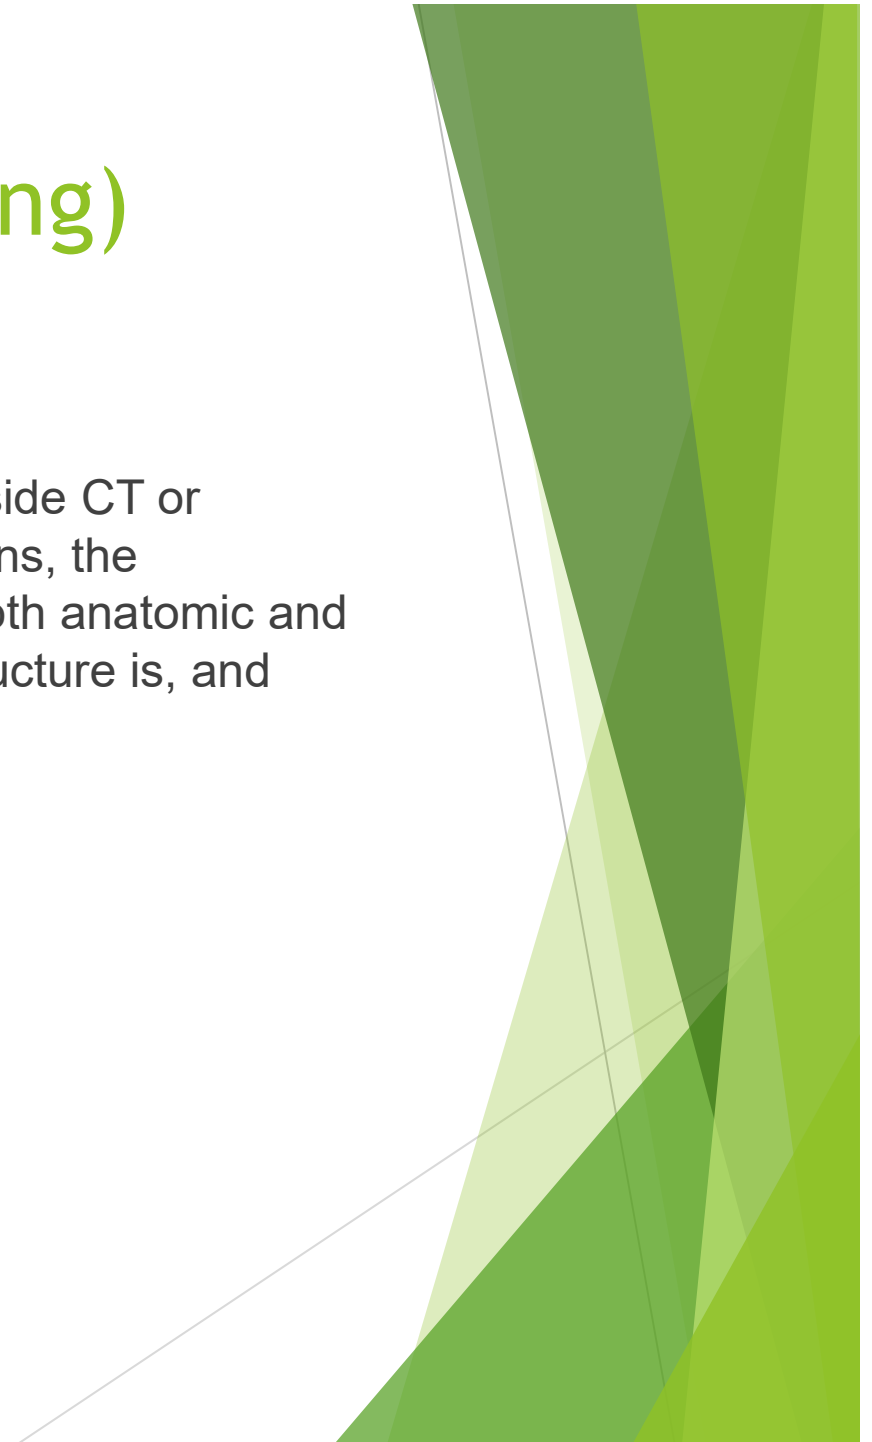 ng)
side CT or
ns, the
oth anatomic and
ucture is, and